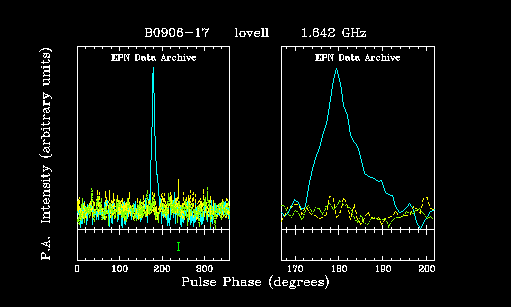 B0906-17 lovell 1.642 GHz
EPN Data Archive EPN Data Archive
P.A. Intensity (arbitrary units)
0 100 200 300 170 180 190 200
Pulse Phase (degrees)